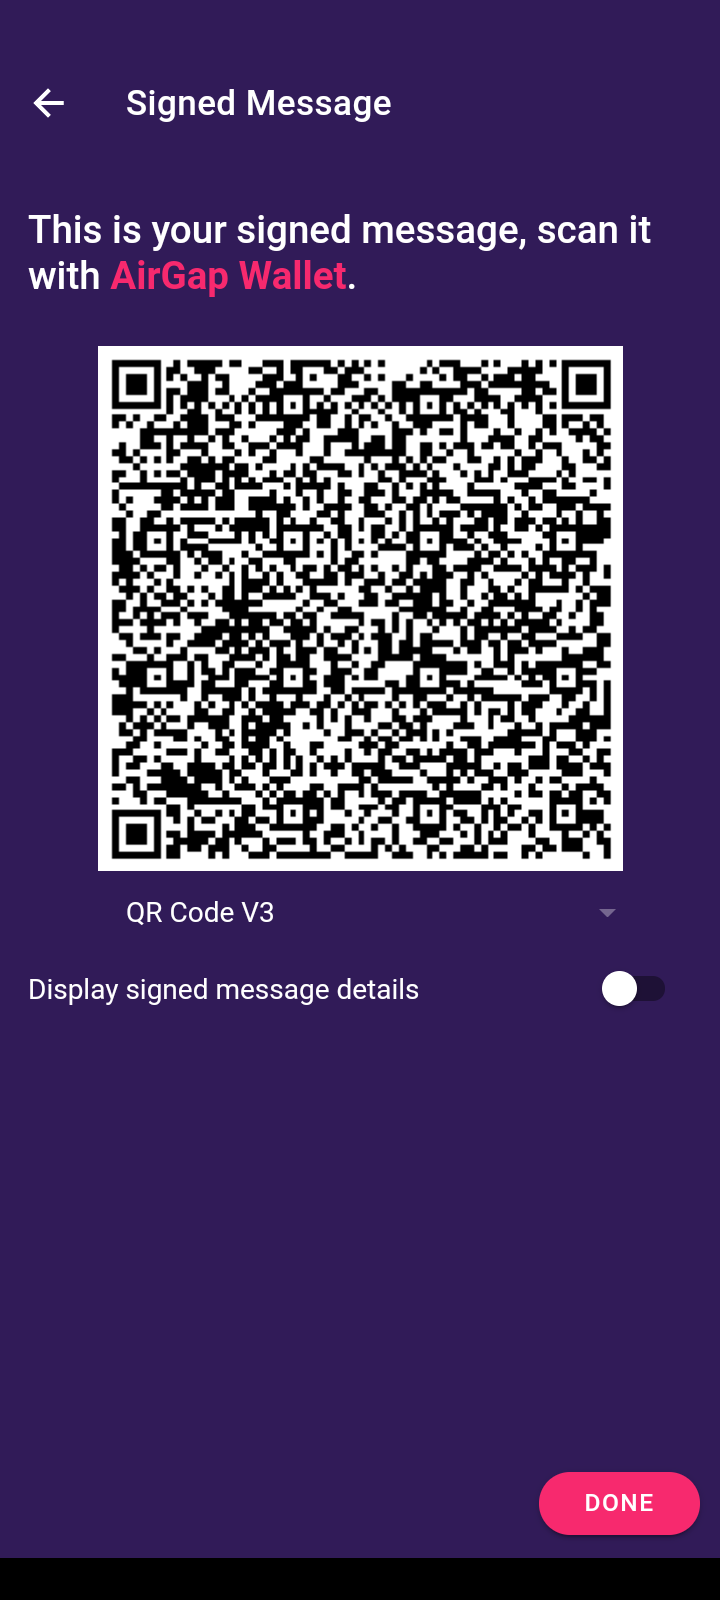 Signed Message
This is your signed message, scan it
with AirGap Wallet.
QR Code V3
Display signed message details
DONE